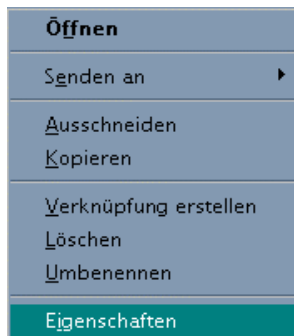 Öffnen
Senden an
Ausschneiden
Kopieren
Verknüpfung erstellen
Löschen
Umbenennen
Eigenschaften